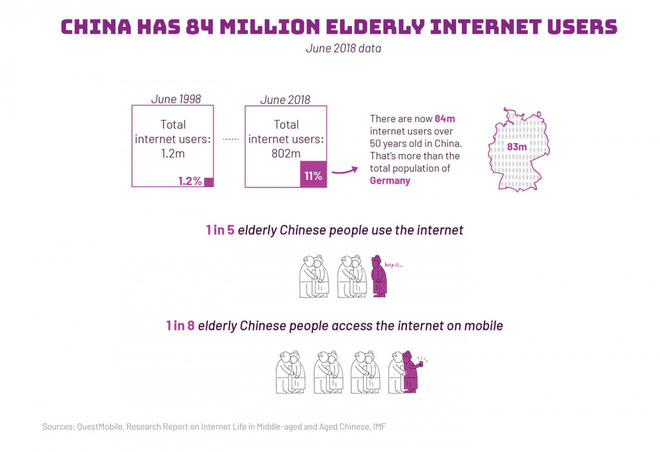 CHINA HAS 84 MILLION ELDERLY INTERNET USERS
June 2018 data
June 1998
Total
internet users:
1.2m
1.2%
June 2018
Total
internet users:
802m
11%
There are now 84m
internet users over
50 years old in China.
That's more than the
total population of
Germany
83m
1 in 5 elderly Chinese people use the internet
1 in 8 elderly Chinese people access the internet on mobile
Sources: QuestMobile, Research Report on Internet Life in Middle-aged and Aged Chinese, IMF